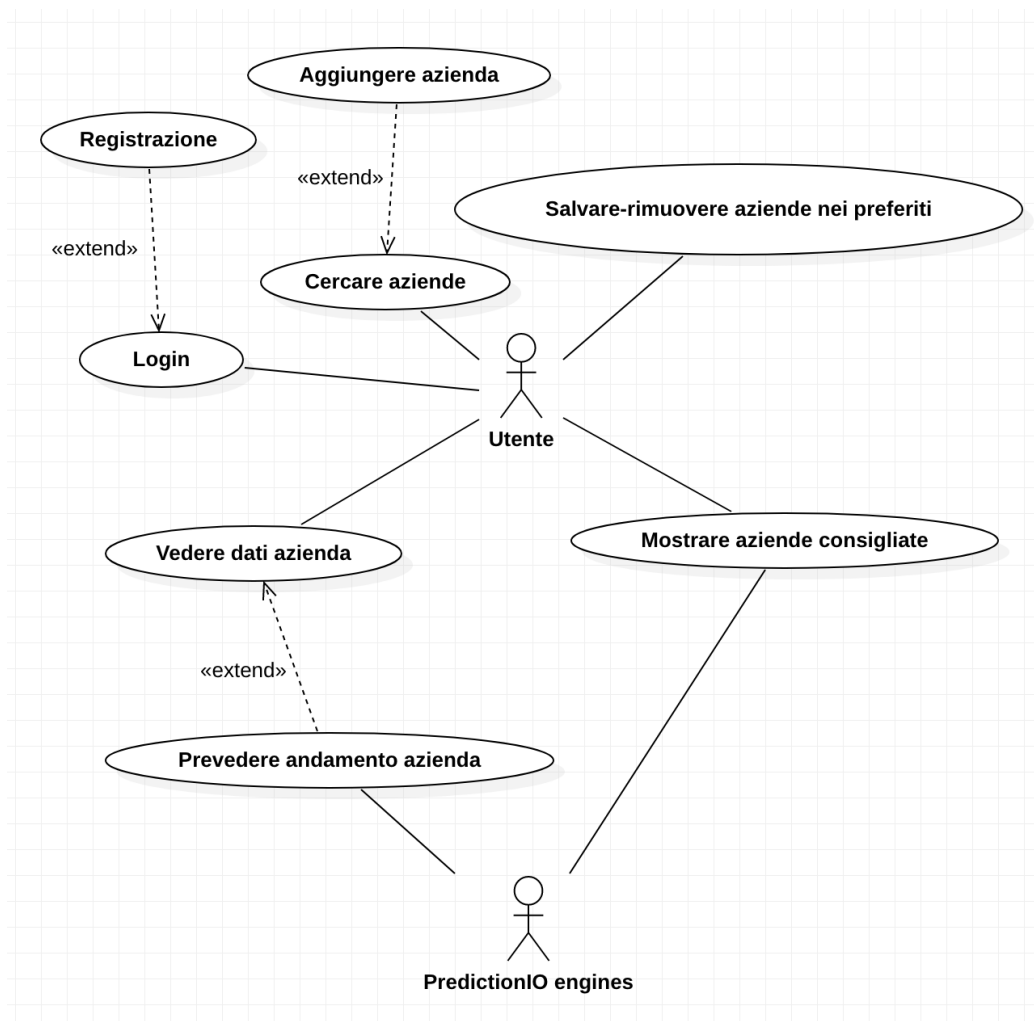 Aggiungere azienda
Registrazione
«extend»
Salvare-rimuovere aziende nei preferiti
«extend»
Cercare aziende
Login
Utente
Vedere dati azienda
Mostrare aziende consigliate
«extend»
Prevedere andamento azienda
PredictionIO engines